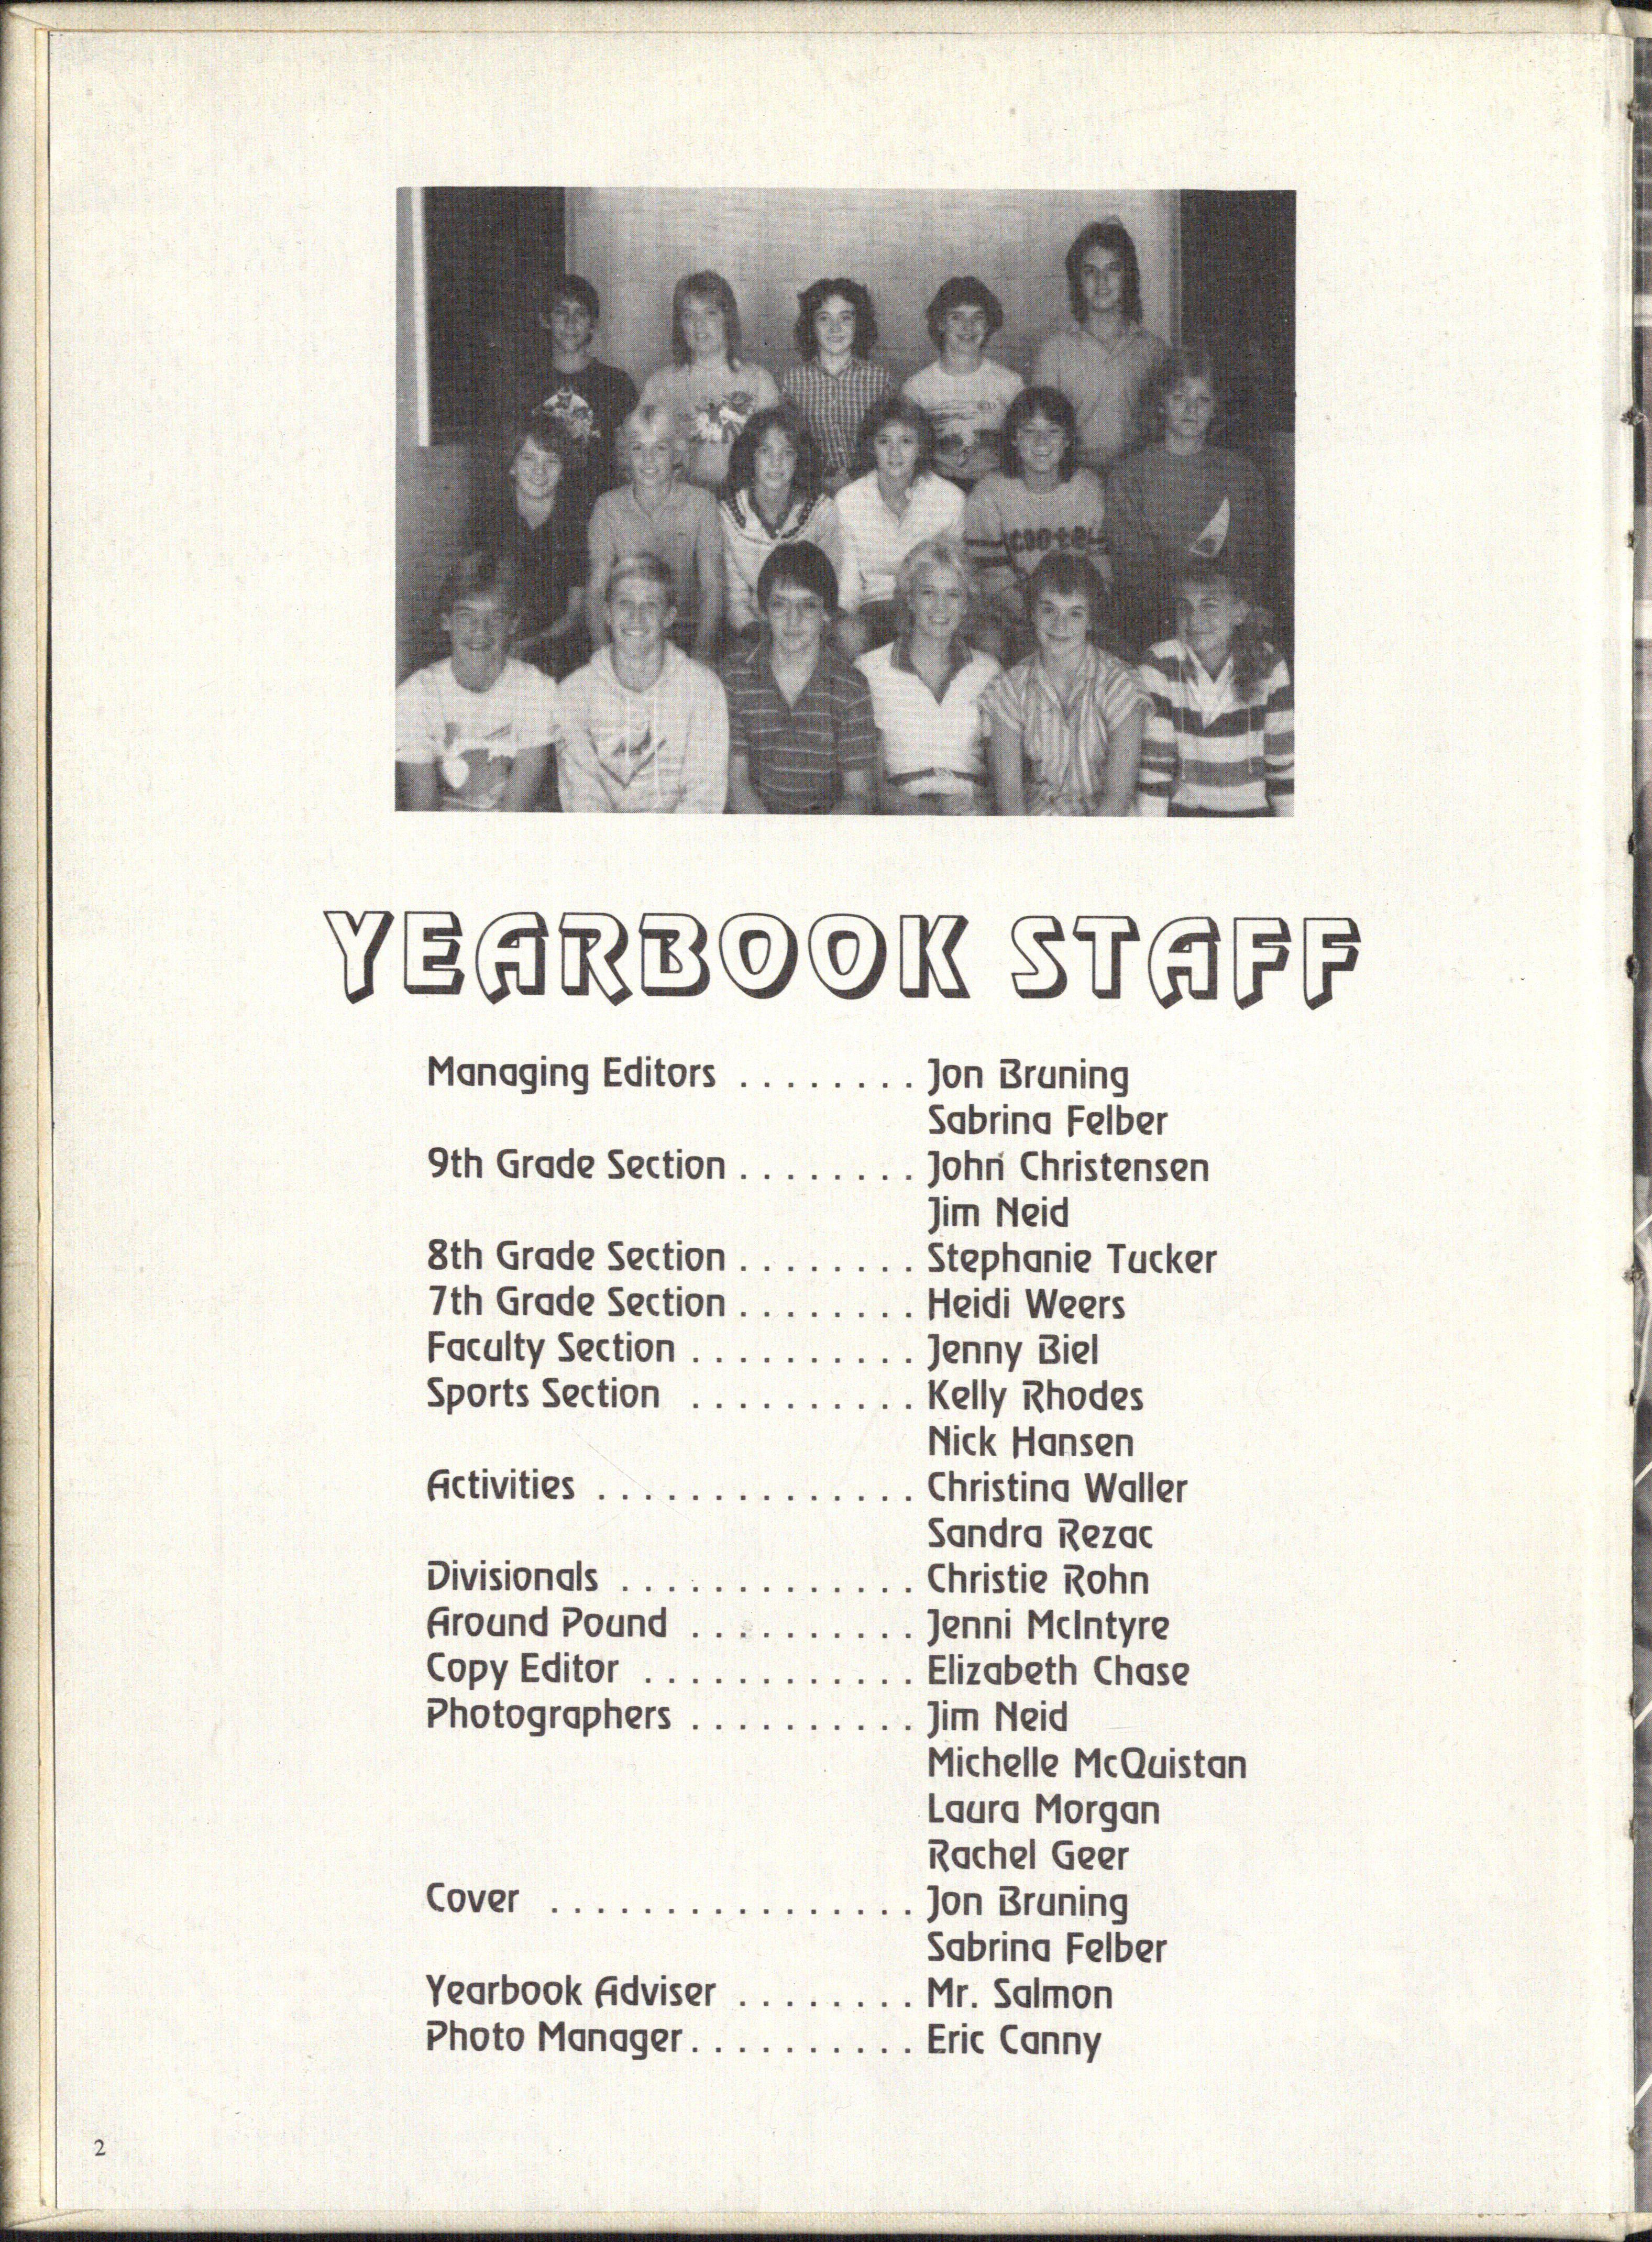 cooter
YEARBOOK STAFF
Managing Editors ........ Jon Bruning
Sabrina Felber
9th Grade Section ........ John Christensen
Jim Neid
8th Grade Section ........ Stephanie Tucker
7th Grade Section ........ Heidi Weers
Faculty Section .......... Jenny Biel
Sports Section .......... Kelly Rhodes
Nick Hansen
Activities .............. Christina Waller
Sandra Rezac
Divisionals ............. Christie Rohn
Around Pound .......... Jenni McIntyre
Copy Editor ............ Elizabeth Chase
Photographers .......... Jim Neid
Michelle McQuistan
Laura Morgan
Rachel Geer
Cover ................ Jon Bruning
Sabrina Felber
Yearbook Adviser ........ Mr. Salmon
Photo Manager.......... Eric Canny
2